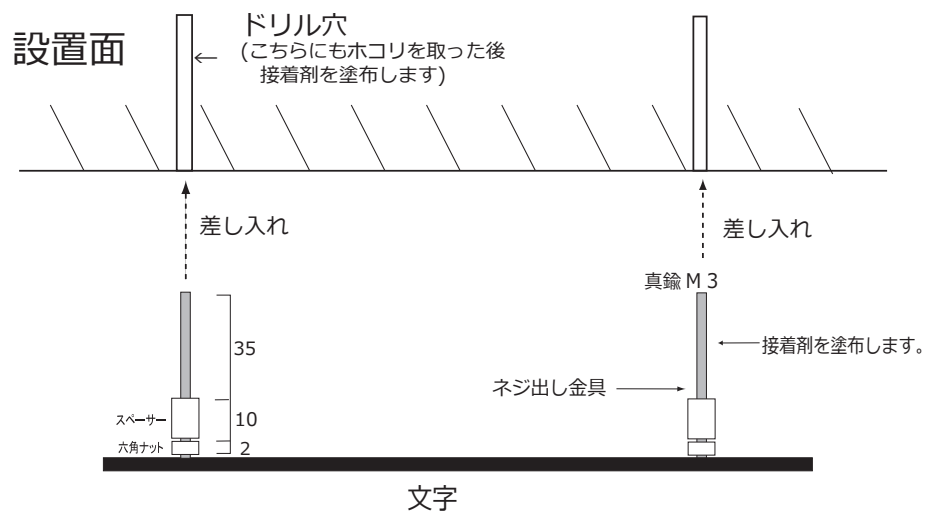 設置面
ドリル穴
(こちらにもホコリを取った後
接着剤を塗布します)
←
差し入れ
差し入れ
真鍮 M 3
35
接着剤を塗布します。
ネジ出し金具
スペーサー
10
六角ナット
2
文字